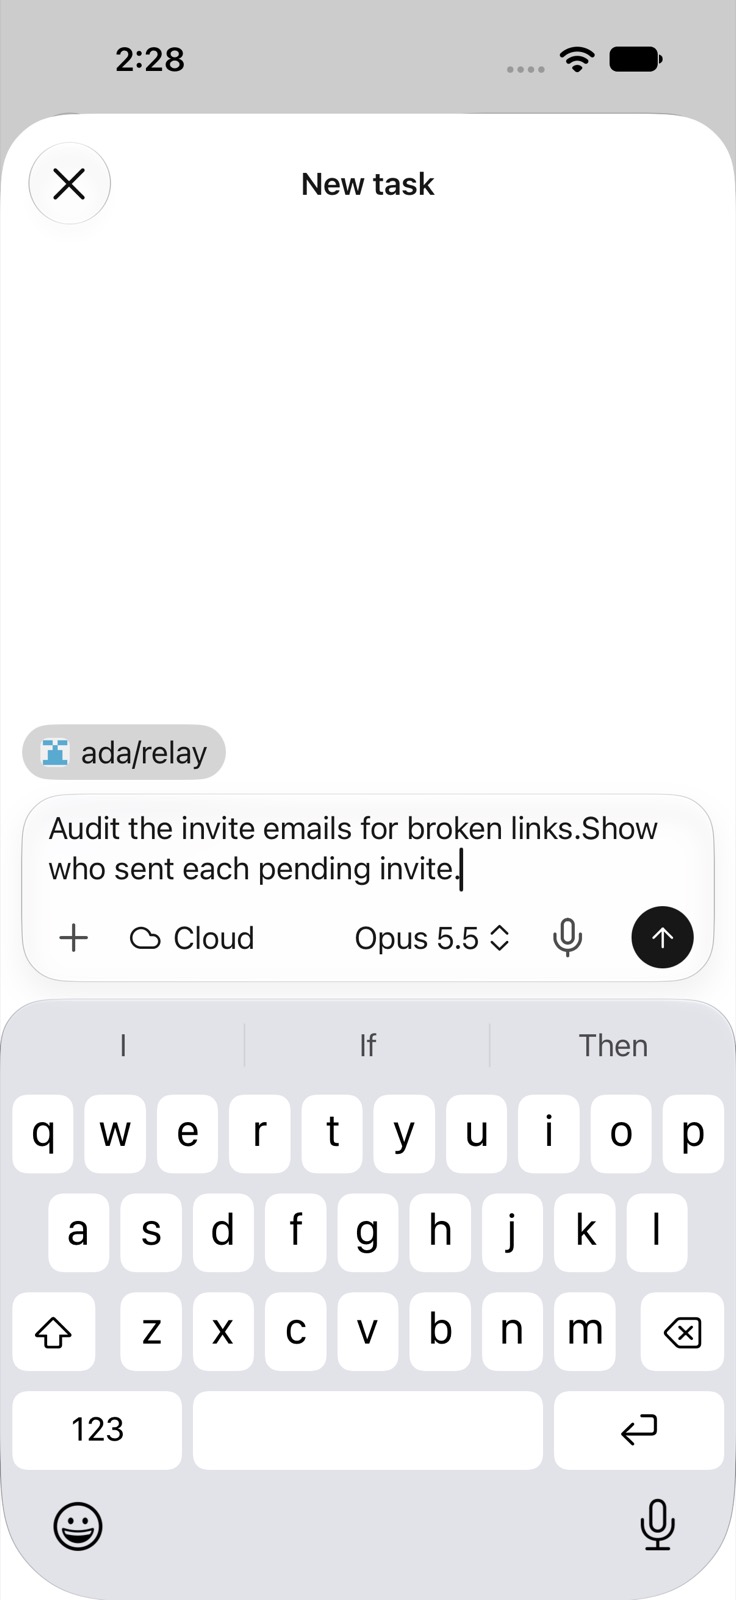 2:28
New task
ada/relay
Audit the invite emails for broken links.Show
who sent each pending invite.
Cloud
Opus 5.5
I If Then
q w e r t y u i o p
a s d f g h j k l
z x c v b n m
123